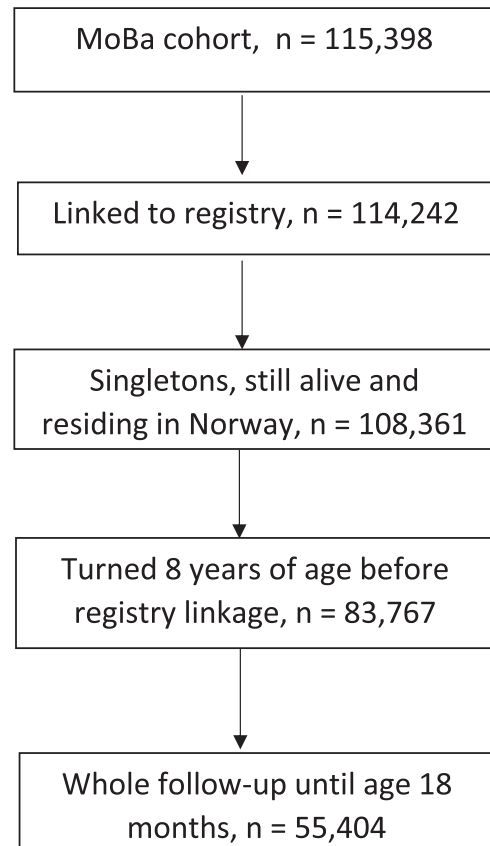 MoBa cohort, n = 115,398
Linked to registry, n = 114,242
Singletons, still alive and
residing in Norway, n = 108,361
Turned 8 years of age before
registry linkage, n = 83,767
Whole follow-up until age 18
months, n = 55,404